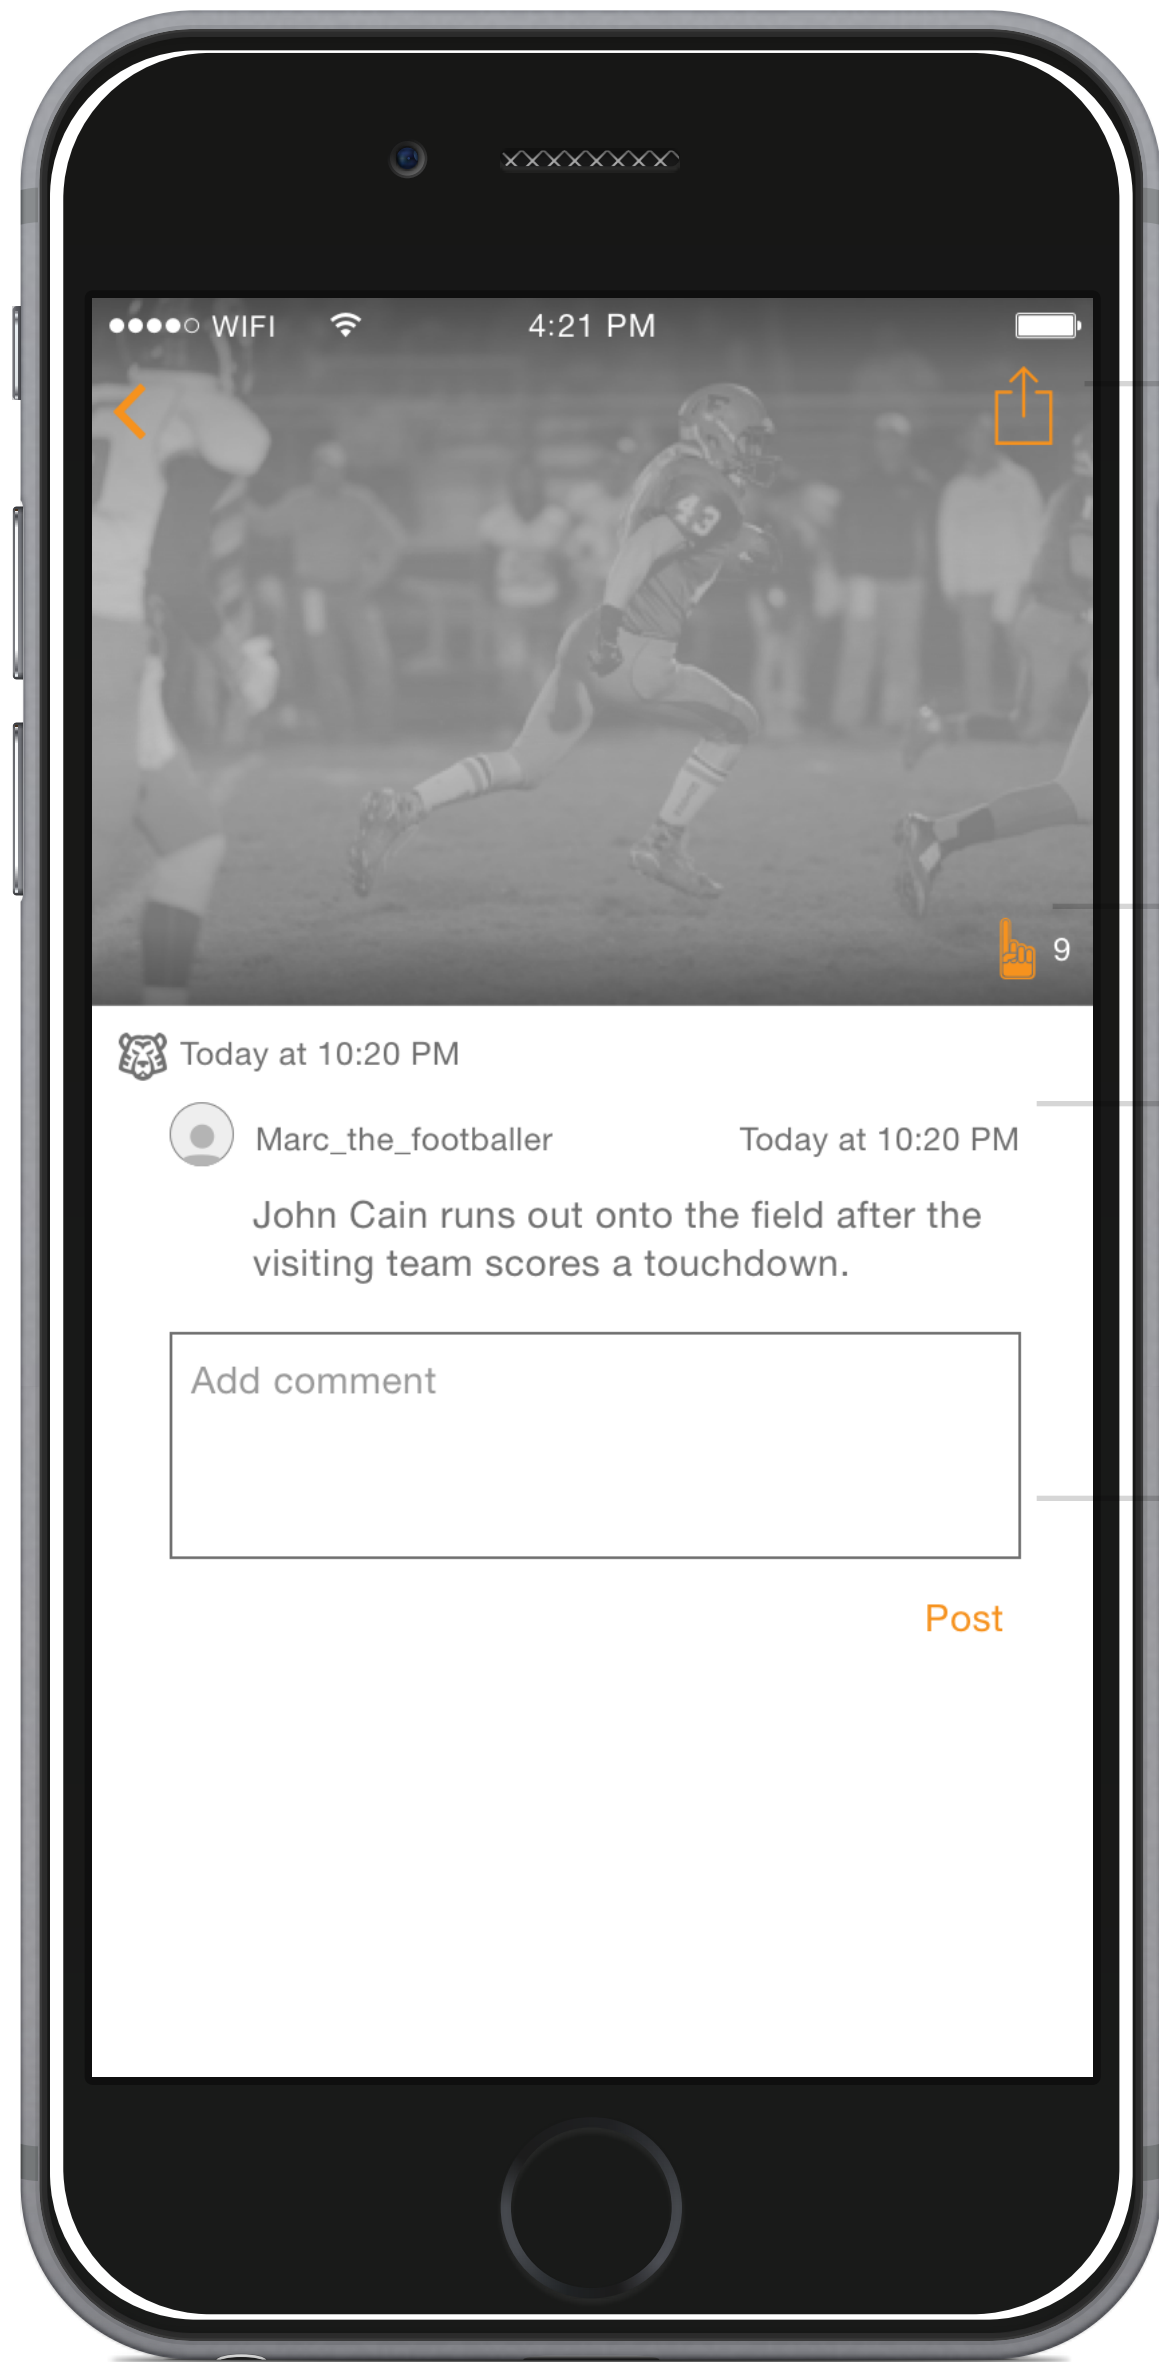 WIFI 4:21 PM
F
43
9
Today at 10:20 PM
Marc_the_footballer Today at 10:20 PM
John Cain runs out onto the field after the
visiting team scores a touchdown.
Add comment
Post